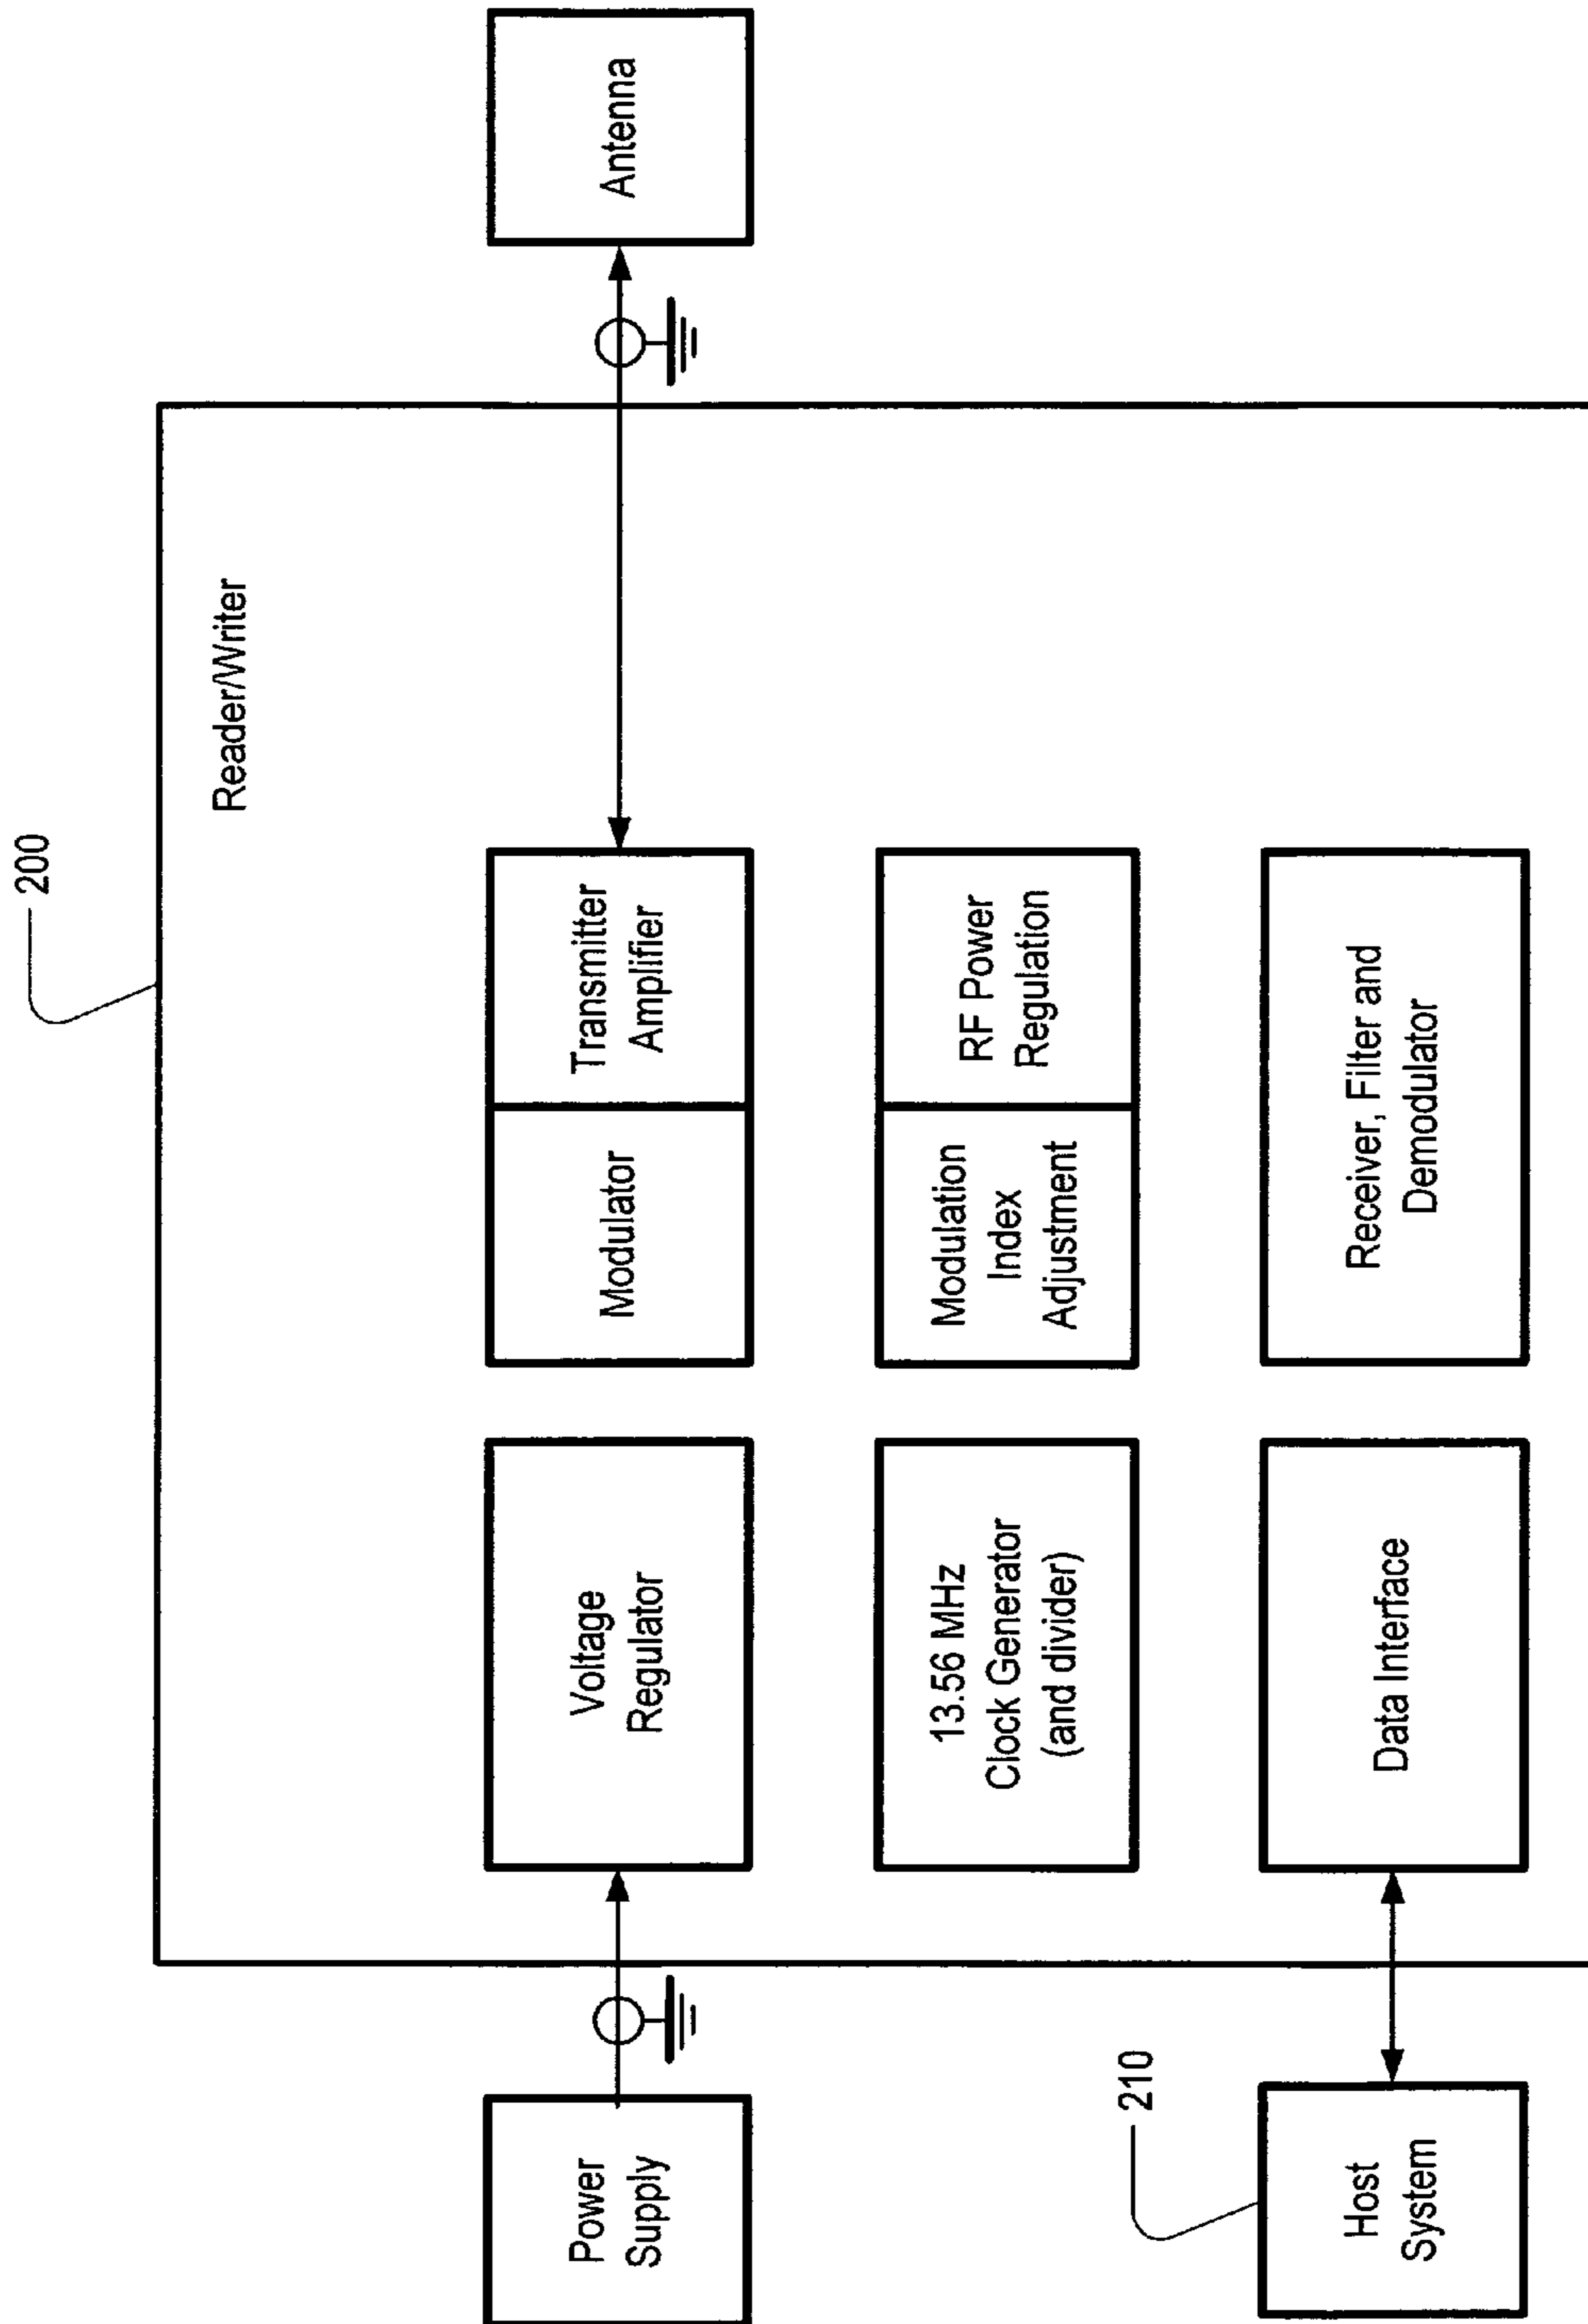 200
Reader/Writer
Power
Supply
Voltage
Regulator
Modulator
Transmitter
Amplifier
Antenna
13.56 MHz
Clock Generator
(and divider)
Modulation
Index
Adjustment
RF Power
Regulation
210
Host
System
Data Interface
Receiver, Filter and
Demodulator